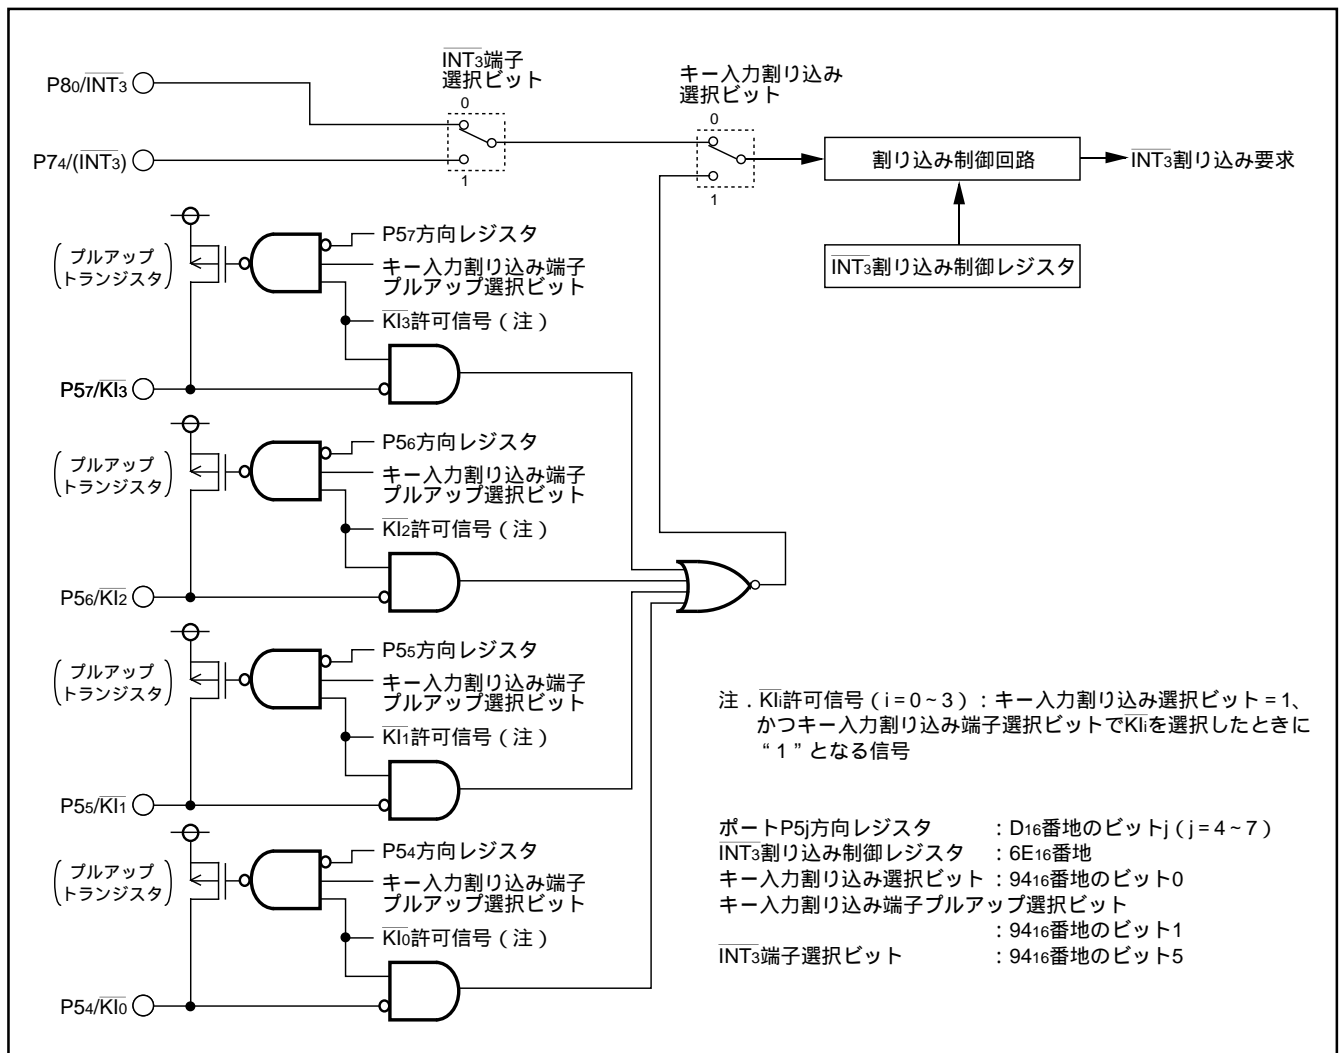 INT3端子
選択ビット
P80/INT3
0
キー入力割り込み
選択ビット
0
P74/(INT3)
1
1
割り込み制御回路
INT3割り込み要求
INT3割り込み制御レジスタ
P57方向レジスタ
(プルアップ
トランジスタ)
キー入力割り込み端子
プルアップ選択ビット
KI3許可信号(注)
P57/KI3
P56方向レジスタ
(プルアップ
トランジスタ)
キー入力割り込み端子
プルアップ選択ビット
KI2許可信号(注)
P56/KI2
P55方向レジスタ
(プルアップ
トランジスタ)
キー入力割り込み端子
プルアップ選択ビット
KI1許可信号(注)
P55/KI1
P54方向レジスタ
(プルアップ
トランジスタ)
キー入力割り込み端子
プルアップ選択ビット
KI0許可信号(注)
P54/KI0
注.KIi許可信号(i=0~3):キー入力割り込み選択ビット=1、
かつキー入力割り込み端子選択ビットでKIiを選択したときに
“1”となる信号
ポートP5j方向レジスタ :D16番地のビットj(j=4~7)
INT3割り込み制御レジスタ :6E16番地
キー入力割り込み選択ビット:9416番地のビット0
キー入力割り込み端子プルアップ選択ビット
:9416番地のビット1
INT3端子選択ビット :9416番地のビット5